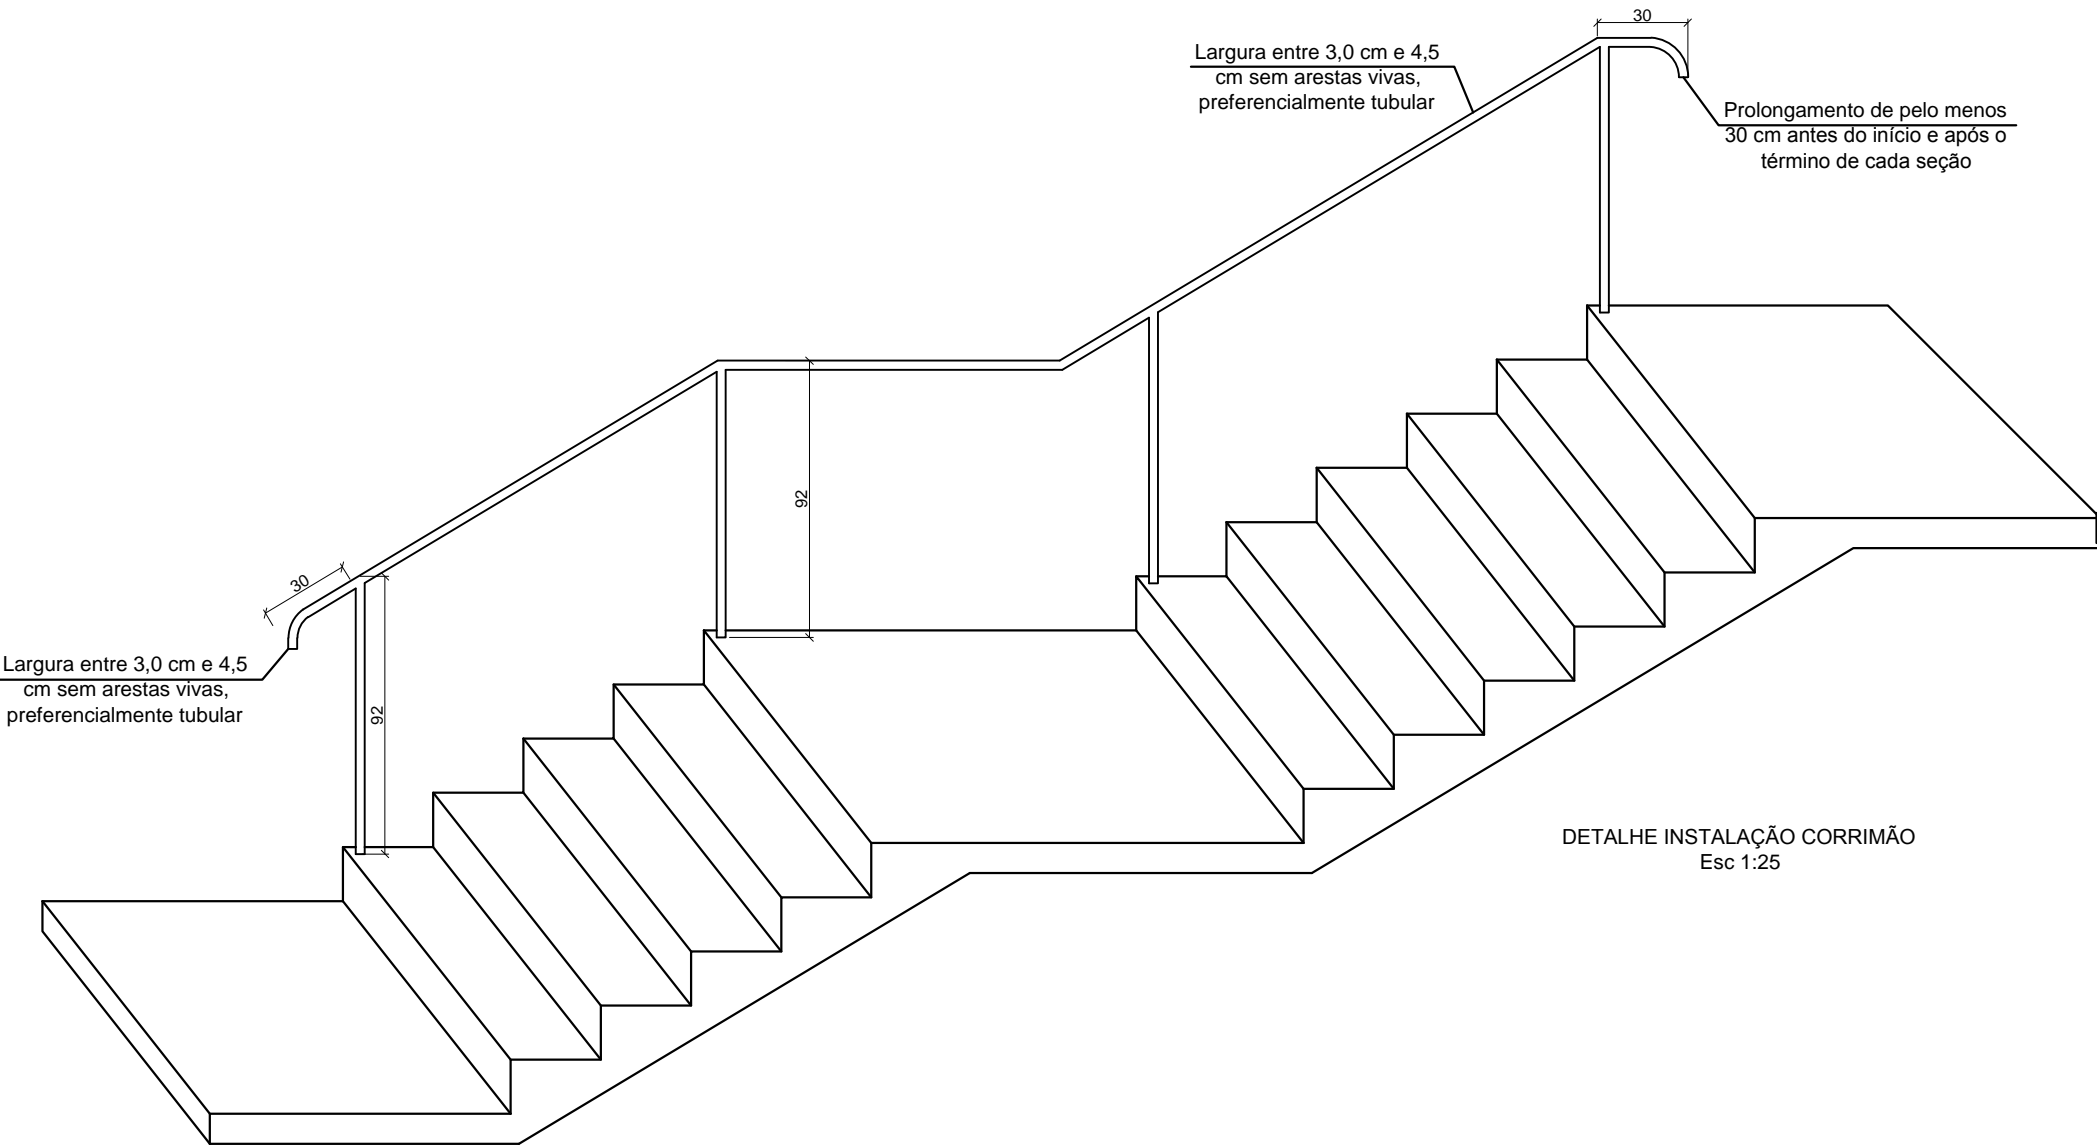 30
Largura entre 3,0 cm e 4,5
cm sem arestas vivas,
preferencialmente tubular
Prolongamento de pelo menos
30 cm antes do início e após o
término de cada seção
92
30
Largura entre 3,0 cm e 4,5
cm sem arestas vivas,
preferencialmente tubular
92
DETALHE INSTALAÇÃO CORRIMÃO
Esc 1:25